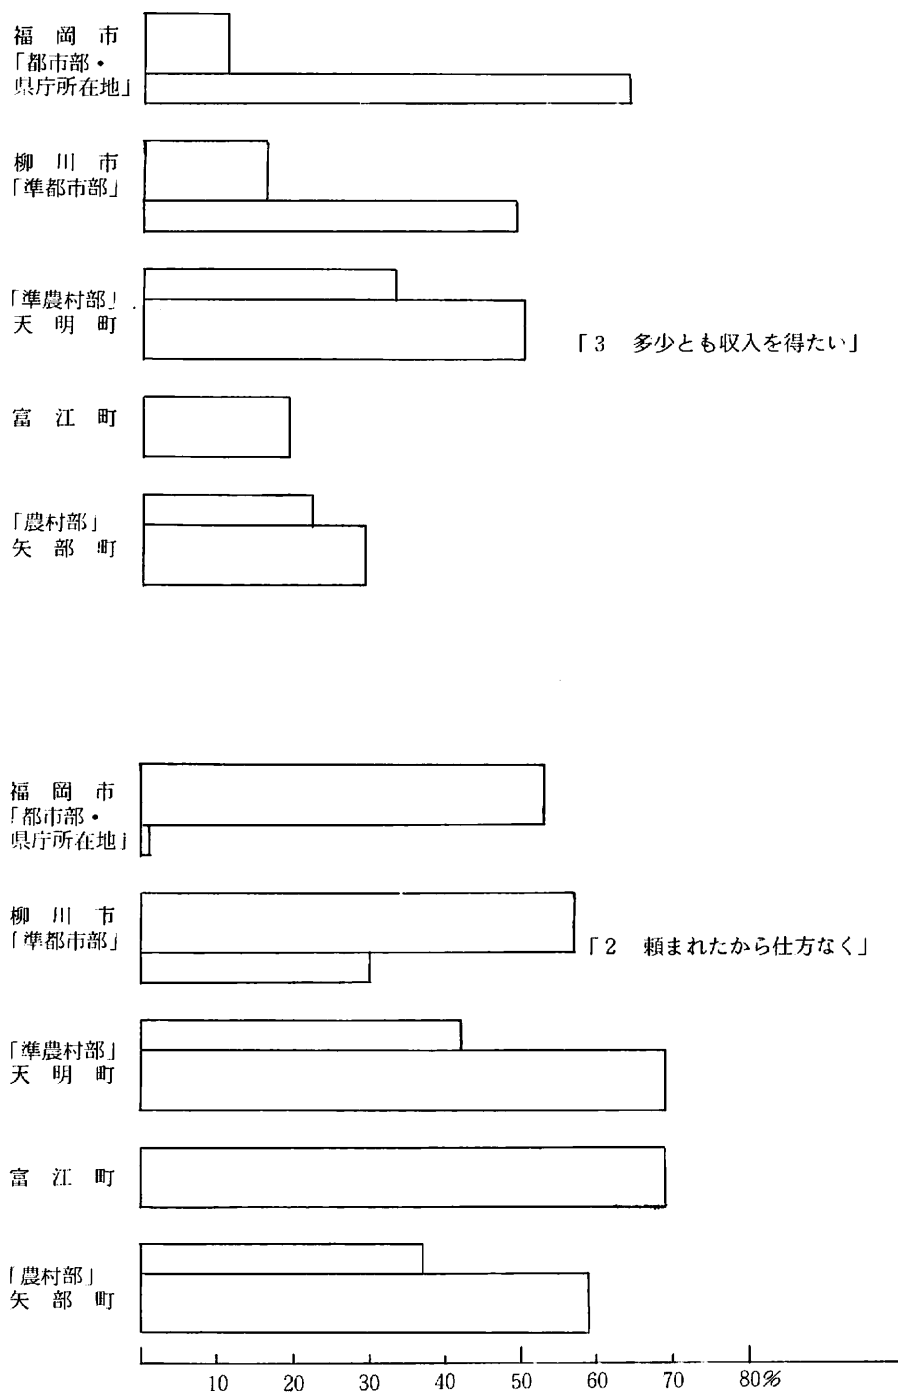 福岡市
「都市部・
県庁所在地」
柳川市
「準都市部」
「準農村部」
天明町
「3 多少とも収入を得たい」
富江町
「農村部」
矢部町
福岡市
「都市部・
県庁所在地」
柳川市
「準都市部」
「2 頼まれたから仕方なく」
「準農村部」
天明町
富江町
「農村部」
矢部町
10 20 30 40 50 60 70 80%